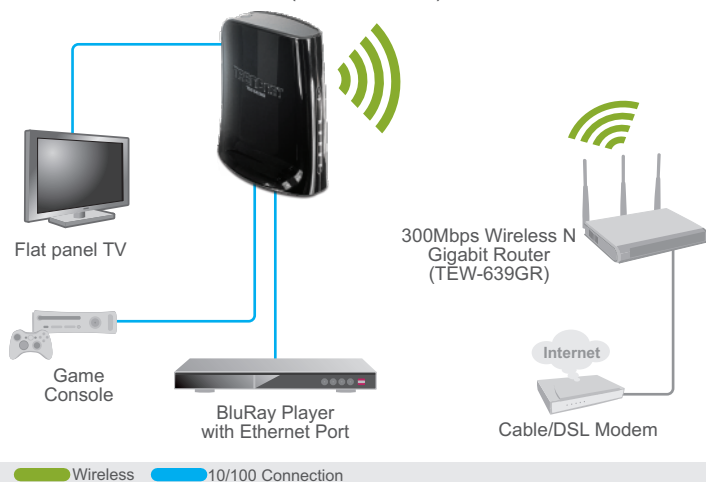 TRENDNET
Flat panel TV
300Mbps Wireless N
Gigabit Router
(TEW-639GR)
Game
Console
Internet
BluRay Player
with Ethernet Port
Cable/DSL Modem
Wireless
10/100 Connection